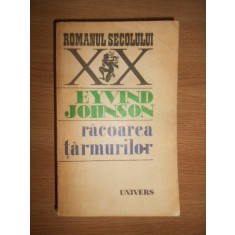 ROMANUL SECOLULUI
XX
EYVIND
JOHNSON
răcoarea
țărmurilor
UNIVERS